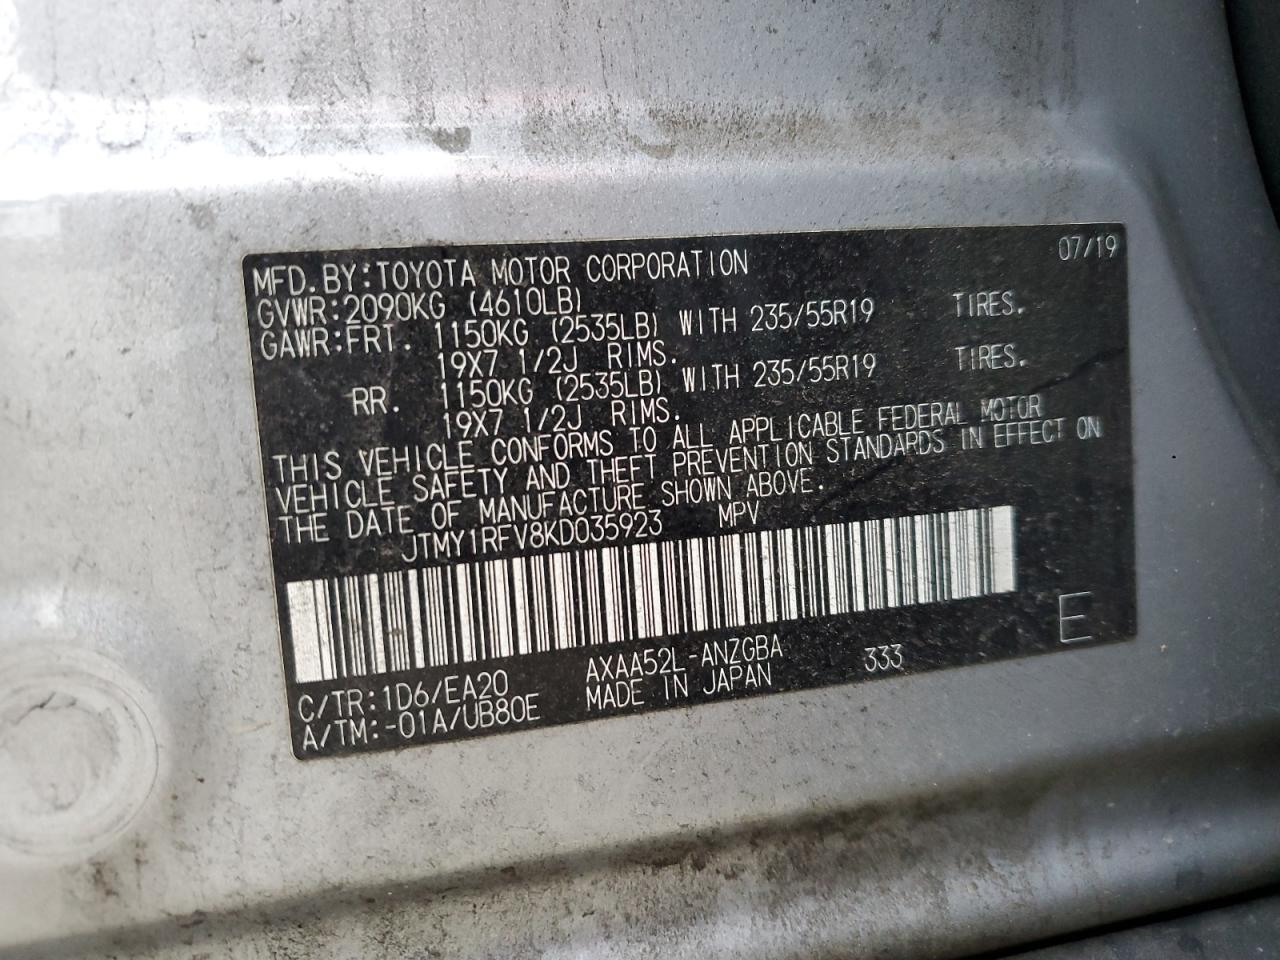 MFD.BY:TOYOTA MOTOR CORPORATION 07/19
GVWR:2090KG (4610LB)
GAWR:FRT. 1150KG (2535LB) WITH 235/55R19 TIRES.
19X7 1/2J RIMS.
RR. 1150KG (2535LB) WITH 235/55R19 TIRES.
19X7 1/2J RIMS.
THIS VEHICLE CONFORMS TO ALL APPLICABLE FEDERAL MOTOR
VEHICLE SAFETY AND THEFT PREVENTION STANDARDS IN EFFECT ON
THE DATE OF MANUFACTURE SHOWN ABOVE.
JTMY1RFV8KD035923 MPV
E
C/TR:1D6/EA20 AXAA52L-ANZGBA 333
A/TM:-01A/UB80E MADE IN JAPAN